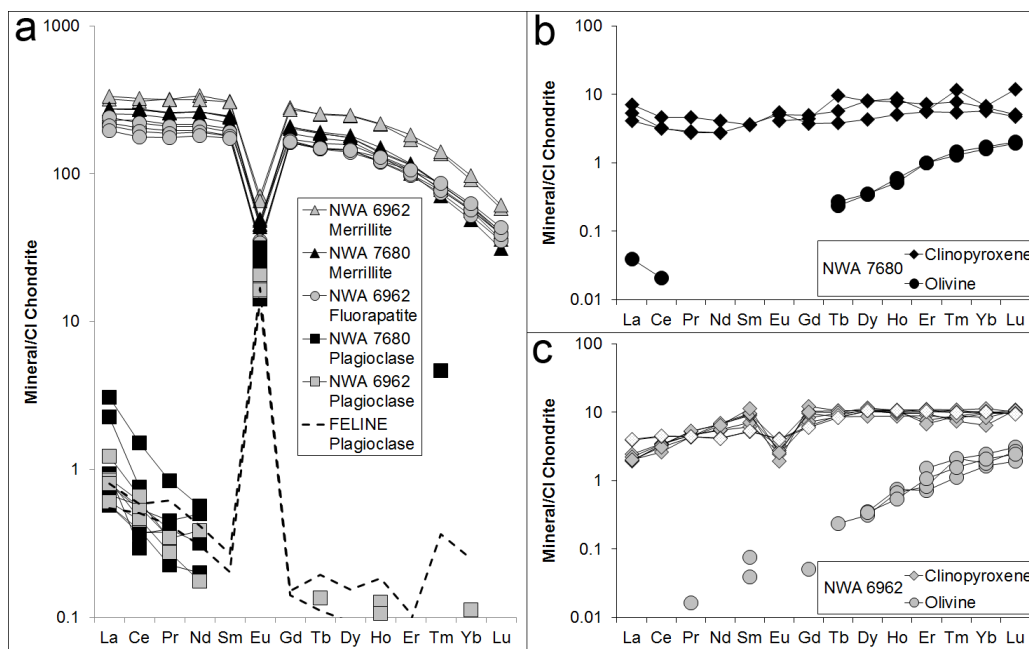 a
1000
100
10
1
0.1
Mineral/CI Chondrite
La Ce Pr Nd Sm Eu Gd Tb Dy Ho Er Tm Yb Lu
NWA 6962
Merrillite
NWA 7680
Merrillite
NWA 6962
Fluorapatite
NWA 7680
Plagioclase
NWA 6962
Plagioclase
FELINE
Plagioclase
b
100
10
1
0.1
0.01
Mineral/CI Chondrite
La Ce Pr Nd Sm Eu Gd Tb Dy Ho Er Tm Yb Lu
NWA 7680
Clinopyroxene
Olivine
c
100
10
1
0.1
0.01
Mineral/CI Chondrite
La Ce Pr Nd Sm Eu Gd Tb Dy Ho Er Tm Yb Lu
NWA 6962
Clinopyroxene
Olivine